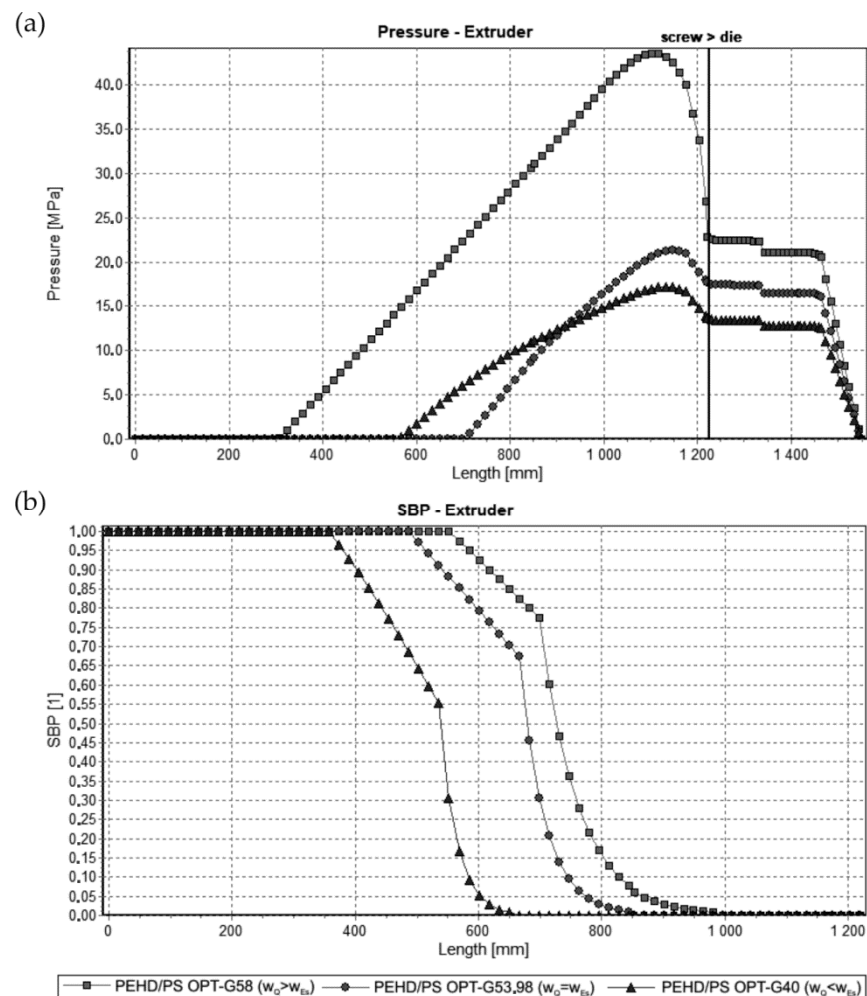 (a)
Pressure - Extruder
screw > die
40.0
35.0
30.0
25.0
20.0
15.0
10.0
5.0
0.0
Pressure [MPa]
0 200 400 600 800 1 000 1 200 1 400
Length [mm]
(b)
SBP - Extruder
1.00
0.95
0.90
0.85
0.80
0.75
0.70
0.65
0.60
0.55
0.50
0.45
0.40
0.35
0.30
0.25
0.20
0.15
0.10
0.05
0.00
SBP [1]
0 200 400 600 800 1 000 1 200
Length [mm]
PEHD/PS OPT-G58 (wQ>wEs) PEHD/PS OPT-G53,98 (wQ=wEs) PEHD/PS OPT-G40 (wQ<wEs)